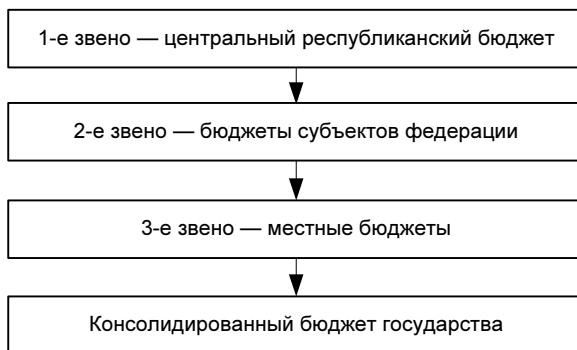 1-е звено — центральный республиканский бюджет
2-е звено — бюджеты субъектов федерации
3-е звено — местные бюджеты
Консолидированный бюджет государства